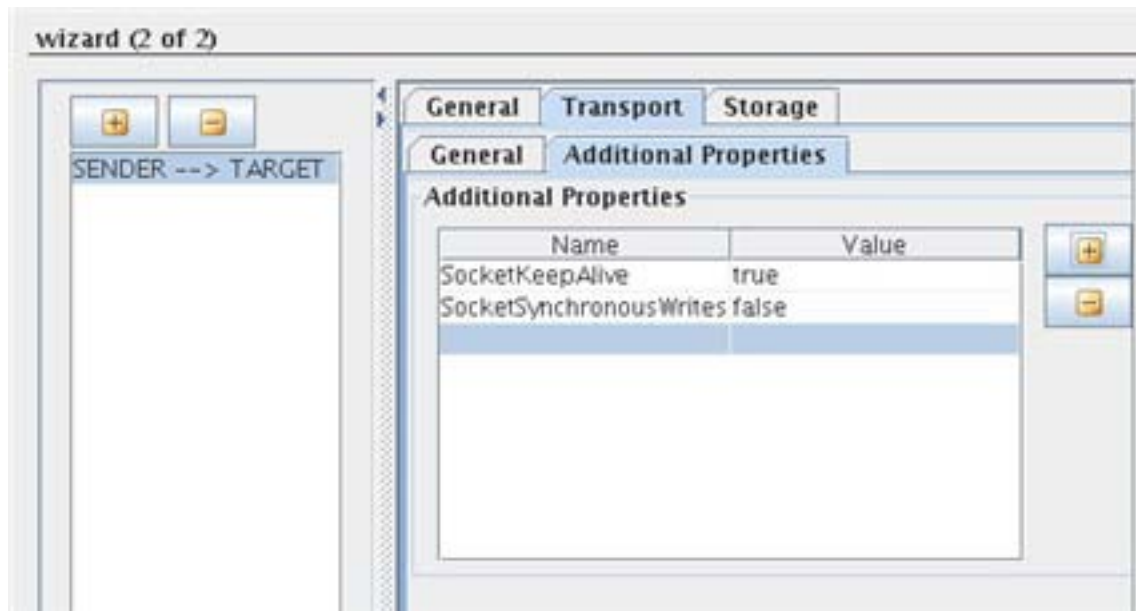 wizard (2 of 2)
SENDER --> TARGET
General Transport Storage
General Additional Properties
Additional Properties
Name Value
SocketKeepAlive true
SocketSynchronousWrites false